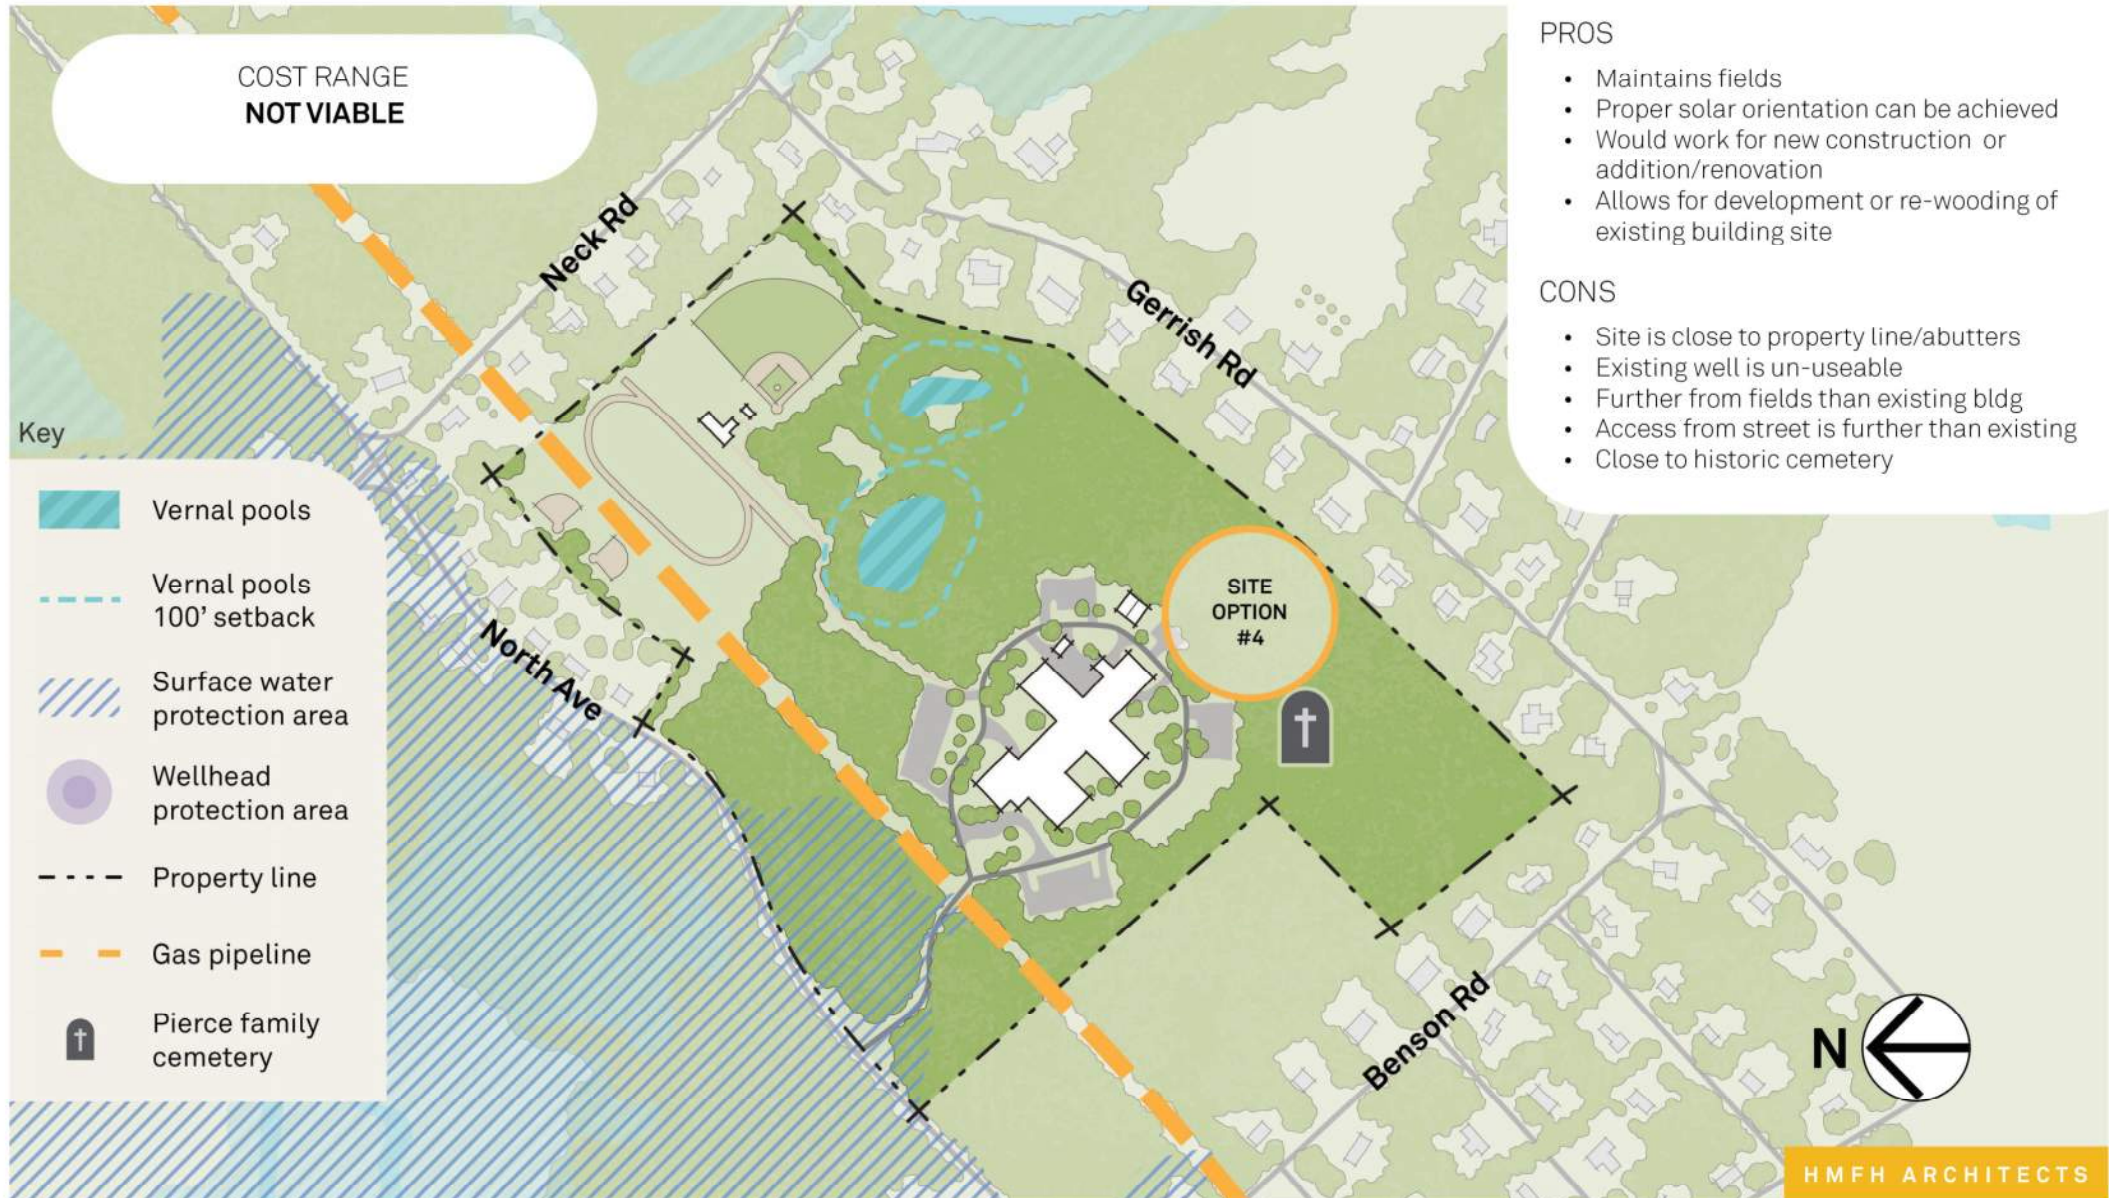 COST RANGE
NOT VIABLE
PROS
• Maintains fields
• Proper solar orientation can be achieved
• Would work for new construction or
addition/renovation
• Allows for development or re-wooding of
existing building site
CONS
• Site is close to property line/abutters
• Existing well is un-useable
• Further from fields than existing bldg
• Access from street is further than existing
• Close to historic cemetery
Neck Rd
Gerrish Rd
North Ave
Benson Rd
SITE
OPTION
#4
Key
Vernal pools
Vernal pools
100’ setback
Surface water
protection area
Wellhead
protection area
Property line
Gas pipeline
Pierce family
cemetery
N
HMFH ARCHITECTS